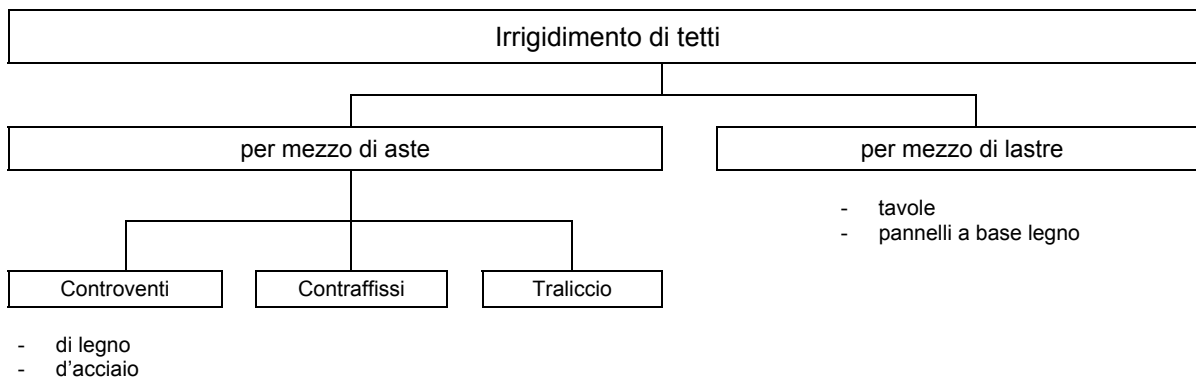 Irrigidimento di tetti
per mezzo di aste
per mezzo di lastre
- tavole
- pannelli a base legno
Controventi
Contraffissi
Traliccio
- di legno
- d'acciaio